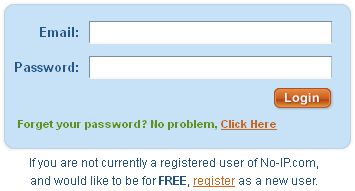 Email:
Password:
Login
Forget your password? No problem, Click Here
If you are not currently a registered user of No-IP.com,
and would like to be for FREE, register as a new user.